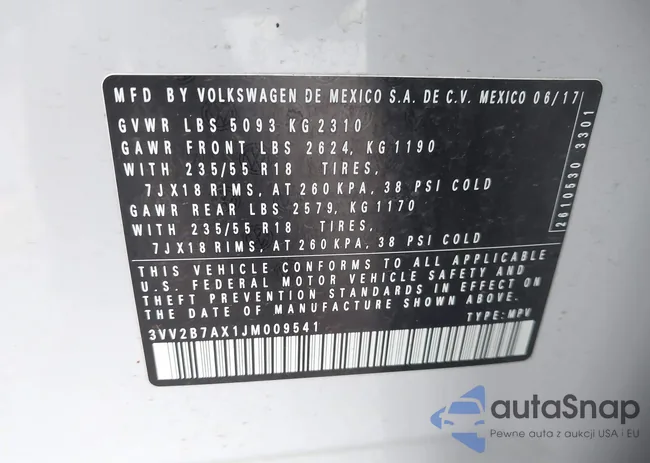 MFD BY VOLKSWAGEN DE MEXICO S.A. DE C.V. MEXICO 06/17
GVWR LBS 5093 KG 2310
GAWR FRONT LBS 2624, KG 1190
WITH 235/55 R18 TIRES,
7JX18 RIMS, AT 260 KPA, 38 PSI COLD
GAWR REAR LBS 2579, KG 1170
WITH 235/55 R18 TIRES,
7JX18 RIMS, AT 260 KPA, 38 PSI COLD
THIS VEHICLE CONFORMS TO ALL APPLICABLE
U.S. FEDERAL MOTOR VEHICLE SAFETY AND
THEFT PREVENTION STANDARDS IN EFFECT ON
THE DATE OF MANUFACTURE SHOWN ABOVE.
3VV2B7AX1JM009541 TYPE: MPV
2610530 3301
autaSnap
Pewne auta z aukcji USA i EU